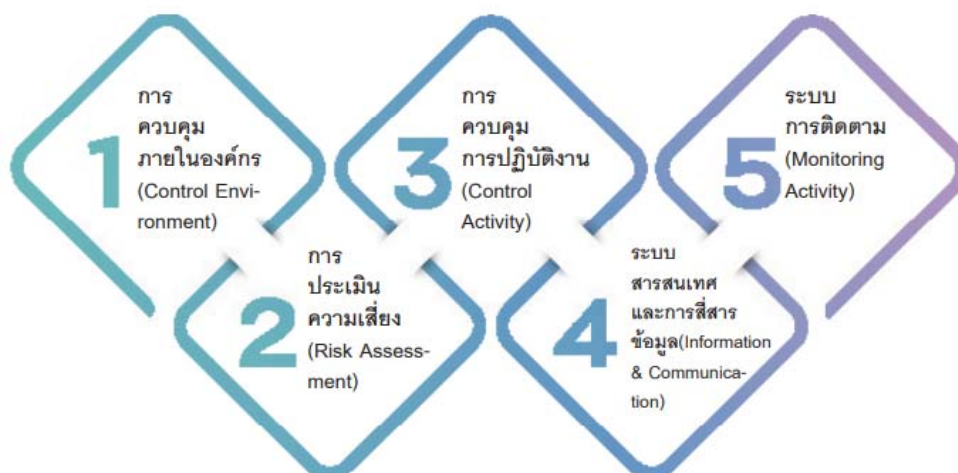 1
การ
ควบคุม
ภายในองค์กร
(Control Envi-
ronment)
2
การ
ประเมิน
ความเสี่ยง
(Risk Assess-
ment)
3
การ
ควบคุม
การปฏิบัติงาน
(Control
Activity)
4
ระบบ
สารสนเทศ
และการสื่สาร
ข้อมูล(Information
& Communica-
tion)
5
ระบบ
การติดตาม
(Monitoring
Activity)